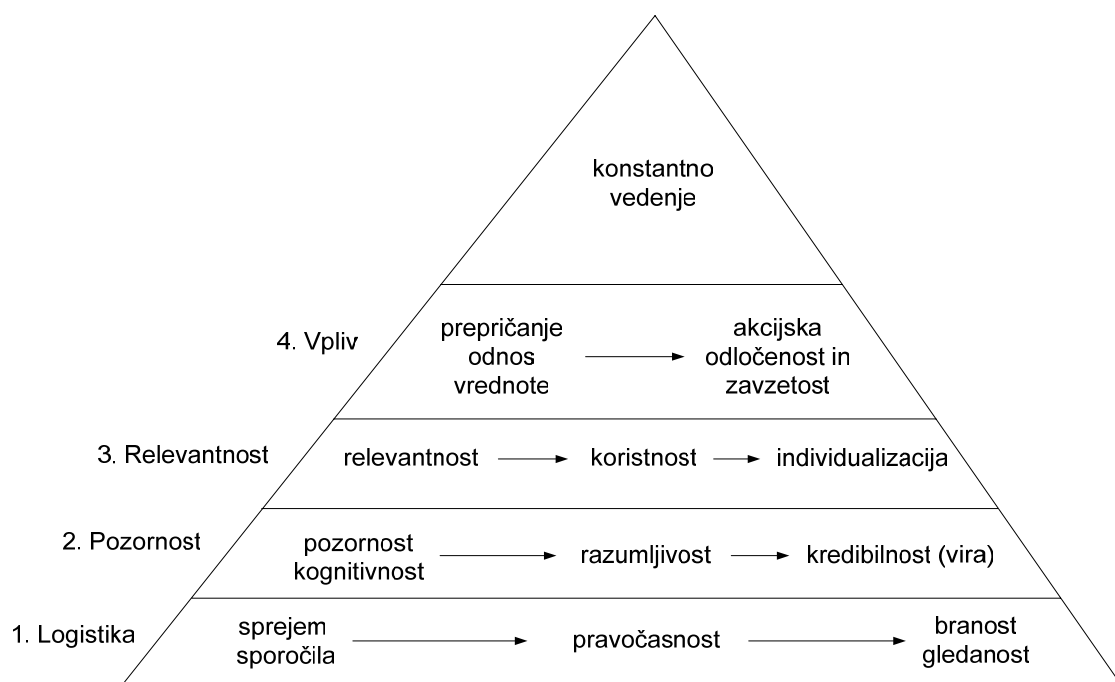 konstantno
vedenje
4. Vpliv
prepričanje
odnos
vrednote
akcijska
odločenost in
zavzetost
3. Relevantnost
relevantnost
koristnost
individualizacija
2. Pozornost
pozornost
kognitivnost
razumljivost
kredibilnost (vira)
1. Logistika
sprejem
sporočila
pravočasnost
branost
gledanost